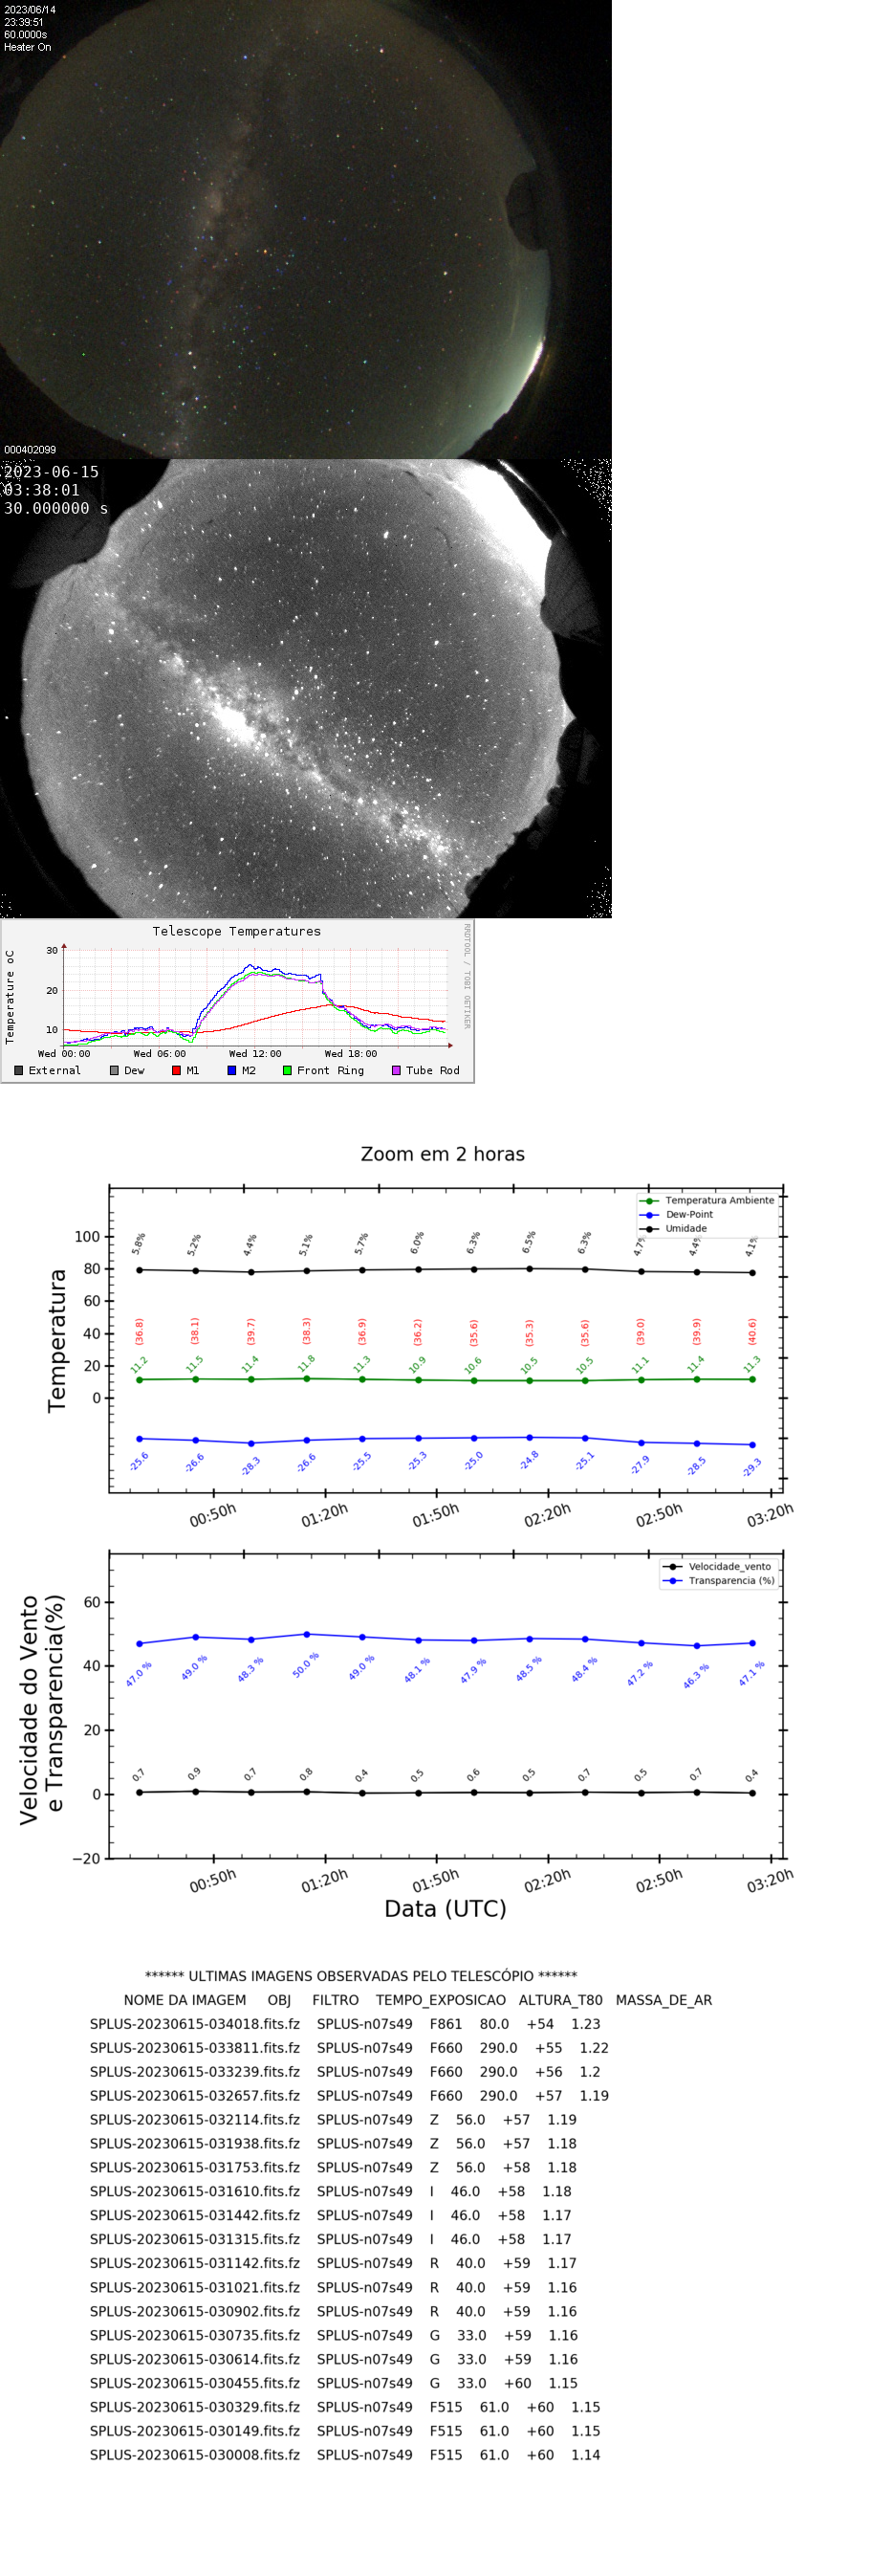 2023/06/14
23:39:51
60.0000s
Heater On
000402099
2023-06-15
03:38:01
30.000000 s
Telescope Temperatures
Temperature oC
30
20
10
Wed 00:00 Wed 06:00 Wed 12:00 Wed 18:00
External Dew M1 M2 Front Ring Tube Rod
RRDTOOL / TOBI OETIKER
Zoom em 2 horas
Temperatura
100
80
60
40
20
0
Temperatura Ambiente
Dew-Point
Umidade
5.8% 5.2% 4.4% 5.1% 5.7% 6.0% 6.3% 6.5% 6.3% 4.7% 4.4% 4.1%
(36.8) (38.1) (39.7) (38.3) (36.9) (36.2) (35.6) (35.3) (35.6) (39.0) (39.9) (40.6)
11.2 11.5 11.4 11.8 11.3 10.9 10.6 10.5 10.5 11.1 11.4 11.3
-25.6 -26.6 -28.3 -26.6 -25.5 -25.3 -25.0 -24.8 -25.1 -27.9 -28.5 -29.3
00:50h 01:20h 01:50h 02:20h 02:50h 03:20h
Velocidade do Vento
e Transparencia(%)
60
40
20
0
−20
Velocidade_vento
Transparencia (%)
47.0 % 49.0 % 48.3 % 50.0 % 49.0 % 48.1 % 47.9 % 48.5 % 48.4 % 47.2 % 46.3 % 47.1 %
0.7 0.9 0.7 0.8 0.4 0.5 0.6 0.5 0.7 0.5 0.7 0.4
00:50h 01:20h 01:50h 02:20h 02:50h 03:20h
Data (UTC)
****** ULTIMAS IMAGENS OBSERVADAS PELO TELESCÓPIO ******
NOME DA IMAGEM OBJ FILTRO TEMPO_EXPOSICAO ALTURA_T80 MASSA_DE_AR
SPLUS-20230615-034018.fits.fz SPLUS-n07s49 F861 80.0 +54 1.23
SPLUS-20230615-033811.fits.fz SPLUS-n07s49 F660 290.0 +55 1.22
SPLUS-20230615-033239.fits.fz SPLUS-n07s49 F660 290.0 +56 1.2
SPLUS-20230615-032657.fits.fz SPLUS-n07s49 F660 290.0 +57 1.19
SPLUS-20230615-032114.fits.fz SPLUS-n07s49 Z 56.0 +57 1.19
SPLUS-20230615-031938.fits.fz SPLUS-n07s49 Z 56.0 +57 1.18
SPLUS-20230615-031753.fits.fz SPLUS-n07s49 Z 56.0 +58 1.18
SPLUS-20230615-031610.fits.fz SPLUS-n07s49 I 46.0 +58 1.18
SPLUS-20230615-031442.fits.fz SPLUS-n07s49 I 46.0 +58 1.17
SPLUS-20230615-031315.fits.fz SPLUS-n07s49 I 46.0 +58 1.17
SPLUS-20230615-031142.fits.fz SPLUS-n07s49 R 40.0 +59 1.17
SPLUS-20230615-031021.fits.fz SPLUS-n07s49 R 40.0 +59 1.16
SPLUS-20230615-030902.fits.fz SPLUS-n07s49 R 40.0 +59 1.16
SPLUS-20230615-030735.fits.fz SPLUS-n07s49 G 33.0 +59 1.16
SPLUS-20230615-030614.fits.fz SPLUS-n07s49 G 33.0 +59 1.16
SPLUS-20230615-030455.fits.fz SPLUS-n07s49 G 33.0 +60 1.15
SPLUS-20230615-030329.fits.fz SPLUS-n07s49 F515 61.0 +60 1.15
SPLUS-20230615-030149.fits.fz SPLUS-n07s49 F515 61.0 +60 1.15
SPLUS-20230615-030008.fits.fz SPLUS-n07s49 F515 61.0 +60 1.14